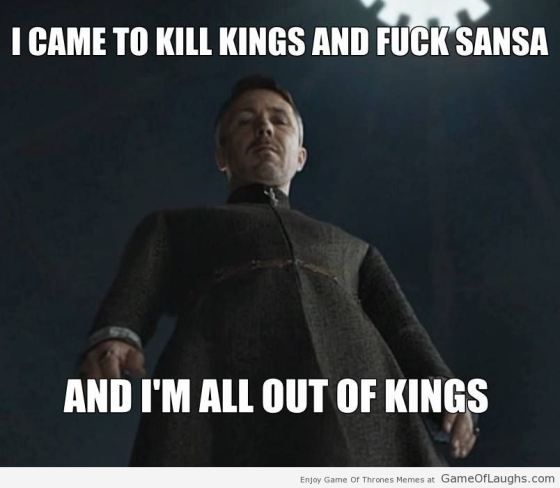 I CAME TO KILL KINGS AND FUCK SANSA
AND I'M ALL OUT OF KINGS
Enjoy Game Of Thrones Memes at GameOfLaughs.com